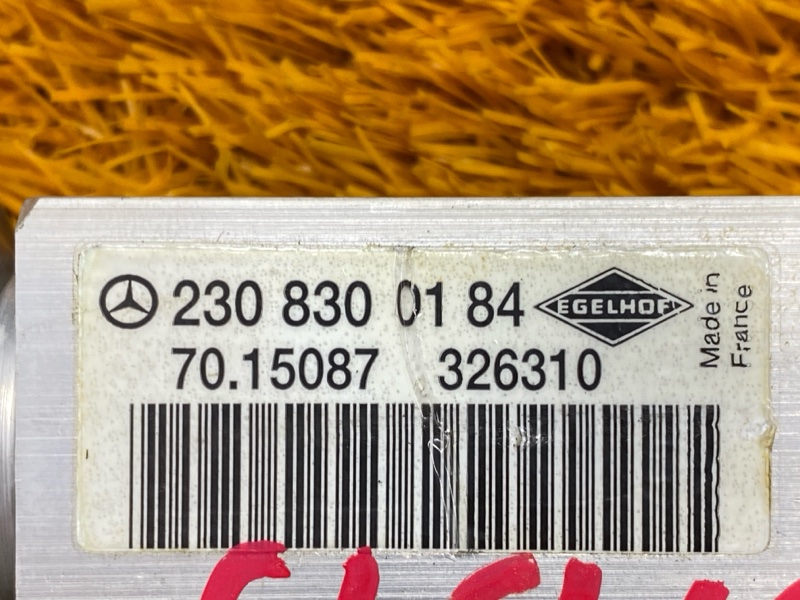 230 830 01 84 EGELHOF
70.15087 326310
Made in
France